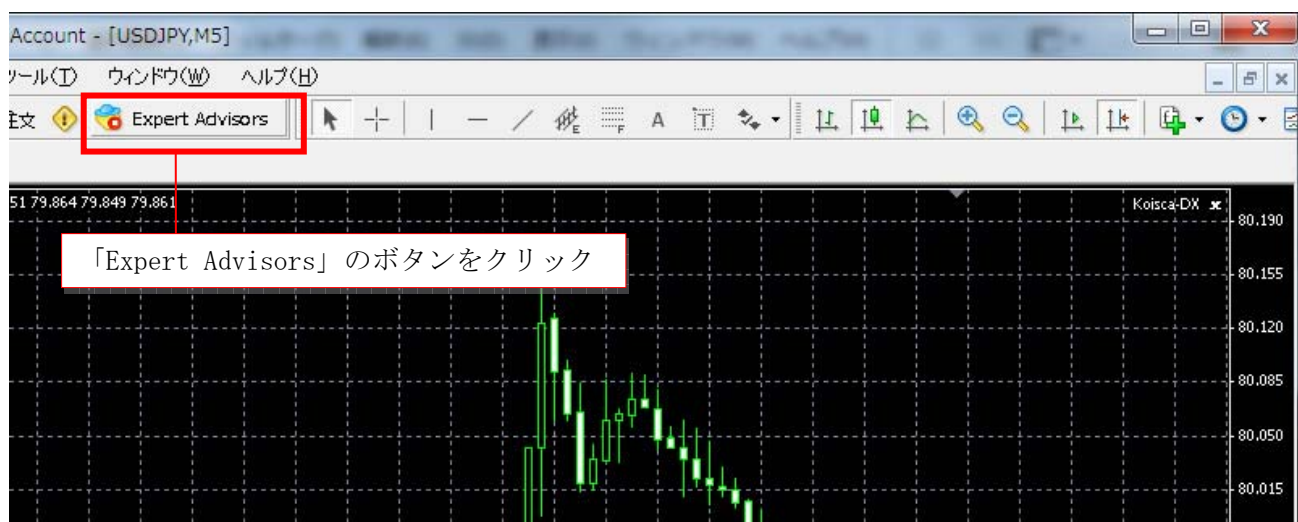 Account - [USDJPY,M5]
ツール(T) ウィンドウ(W) ヘルプ(H)
注文 Expert Advisors E F A T
51 79.864 79.849 79.861
Koisca-DX
80.190
「Expert Advisors」のボタンをクリック
80.155
80.120
80.085
80.050
80.015